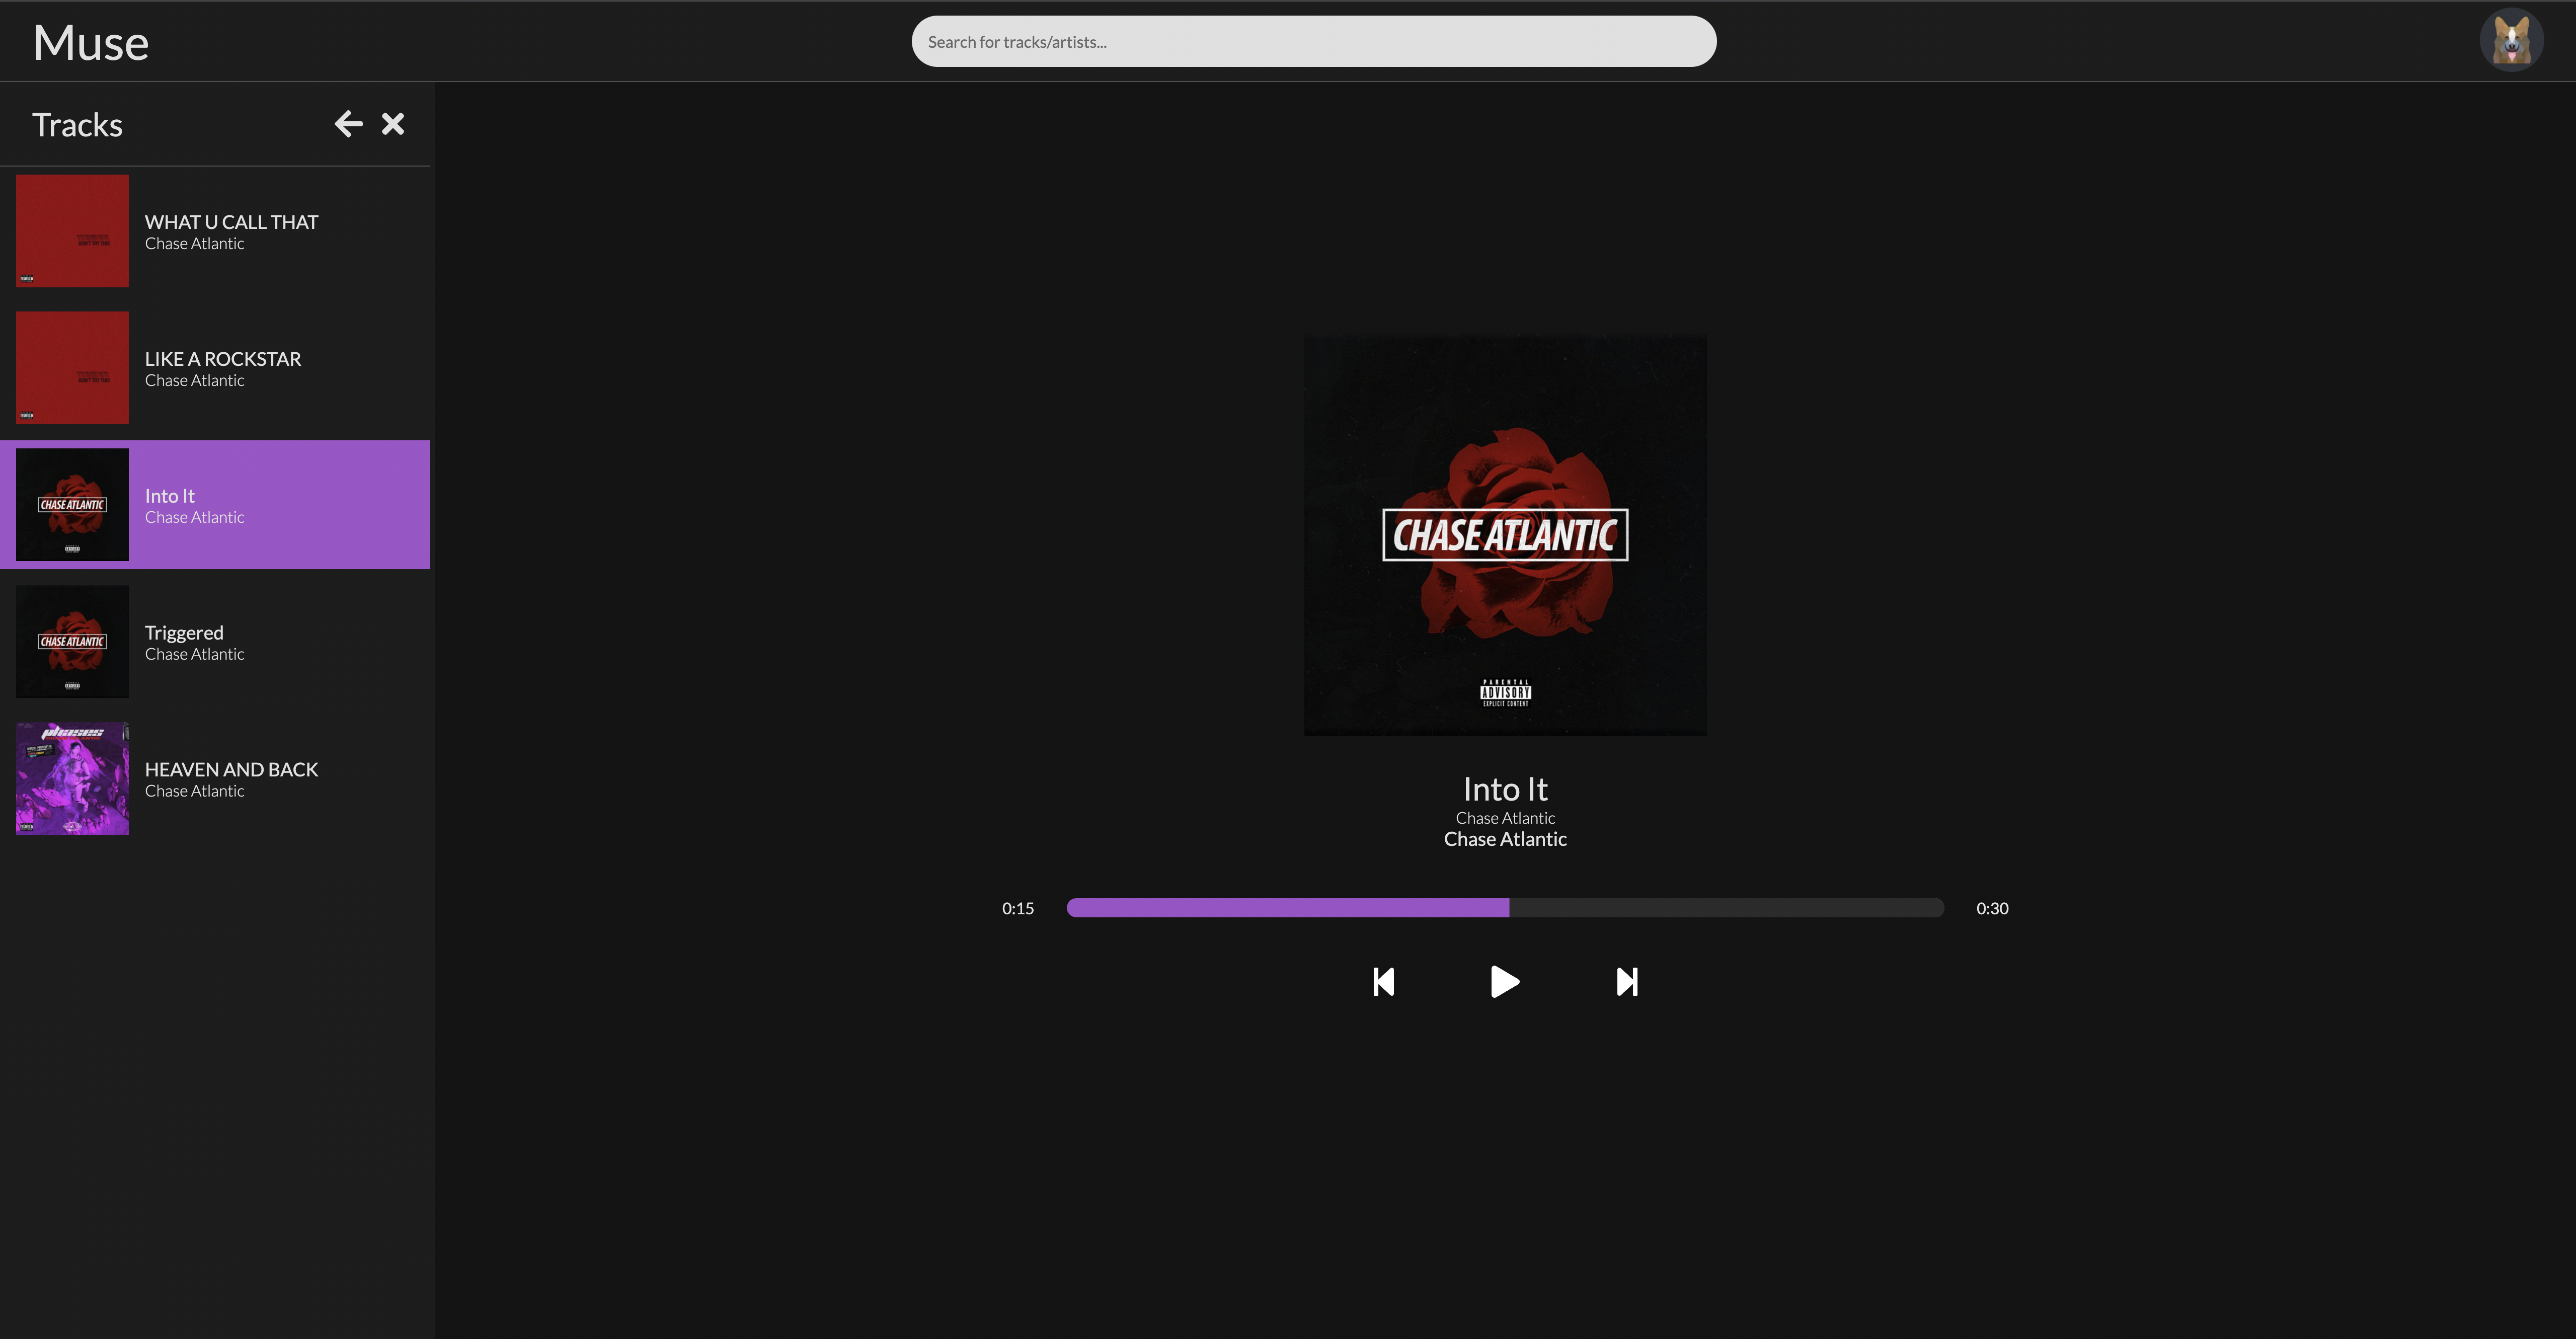 Muse
Search for tracks/artists...
Tracks
WHAT U CALL THAT
Chase Atlantic
LIKE A ROCKSTAR
Chase Atlantic
CHASE ATLANTIC
Into It
Chase Atlantic
CHASE ATLANTIC
Triggered
Chase Atlantic
phases
HEAVEN AND BACK
Chase Atlantic
CHASE ATLANTIC
PARENTAL
ADVISORY
EXPLICIT CONTENT
Into It
Chase Atlantic
Chase Atlantic
0:15
0:30